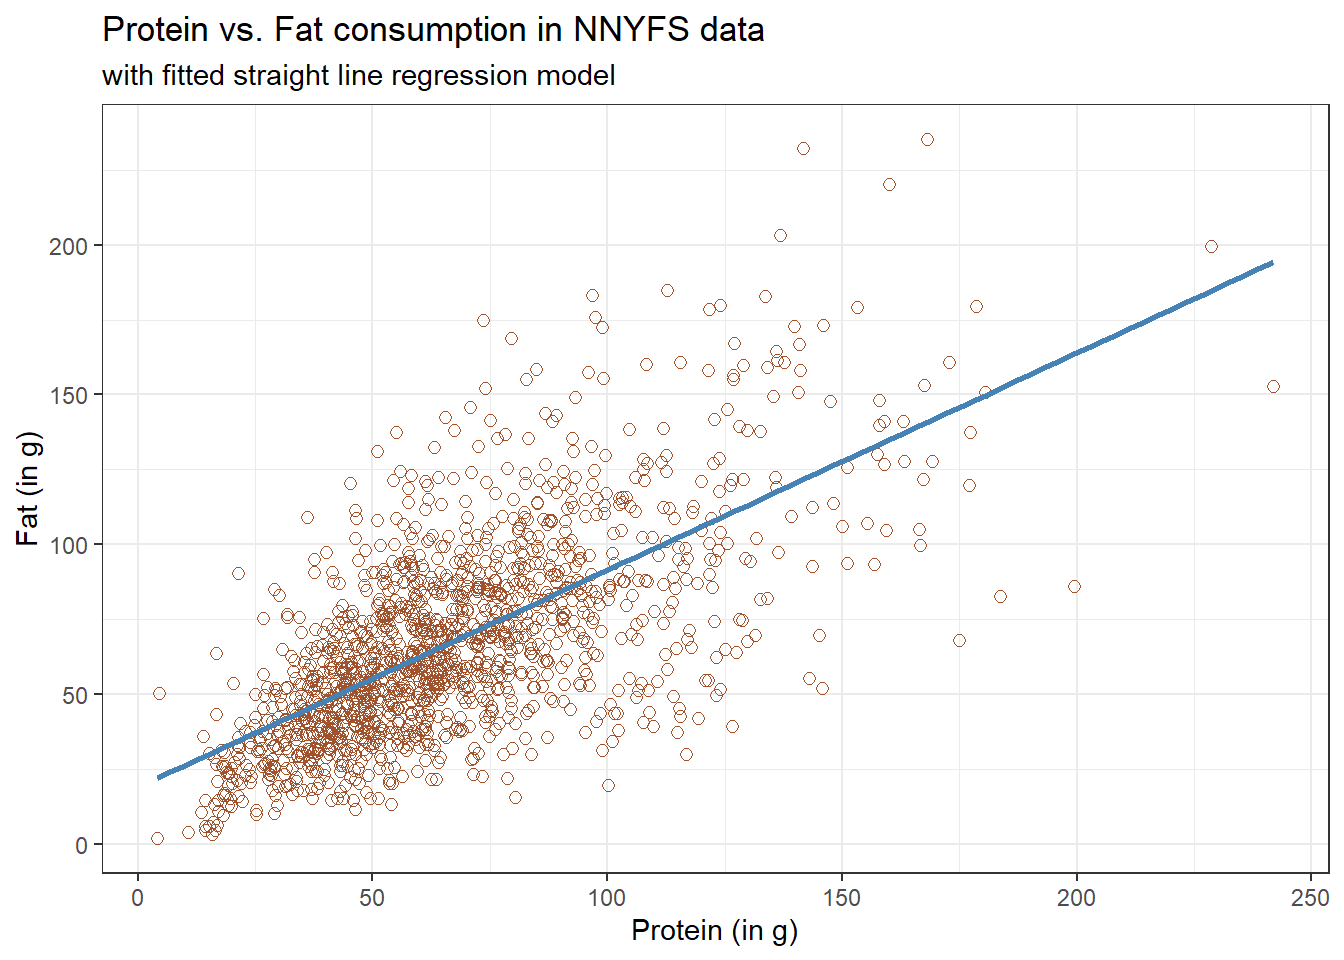 Protein vs. Fat consumption in NNYFS data
with fitted straight line regression model
200
150
100
50
0
Fat (in g)
0 50 100 150 200 250
Protein (in g)